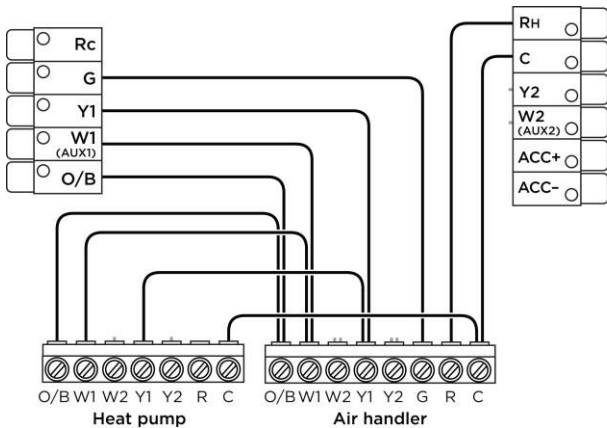 Rc
G
Y1
W1
(AUX1)
O/B
RH
C
Y2
W2
(AUX2)
ACC+
ACC-
O/B W1 W2 Y1 Y2 R C
Heat pump
O/B W1 W2 Y1 Y2 G R C
Air handler